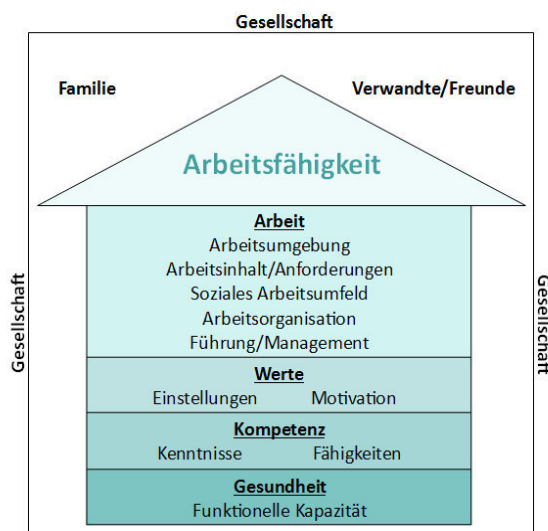 Gesellschaft
Familie
Verwandte/Freunde
Arbeitsfähigkeit
Gesellschaft
Gesellschaft
Arbeit
Arbeitsumgebung
Arbeitsinhalt/Anforderungen
Soziales Arbeitsumfeld
Arbeitsorganisation
Führung/Management
Werte
Einstellungen Motivation
Kompetenz
Kenntnisse Fähigkeiten
Gesundheit
Funktionelle Kapazität